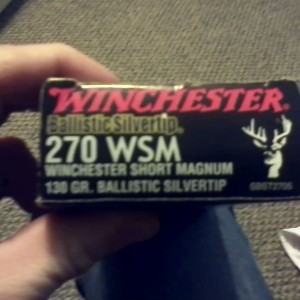 WINCHESTER
Ballistic Silvertip
270 WSM
WINCHESTER SHORT MAGNUM
130 GR. BALLISTIC SILVERTIP